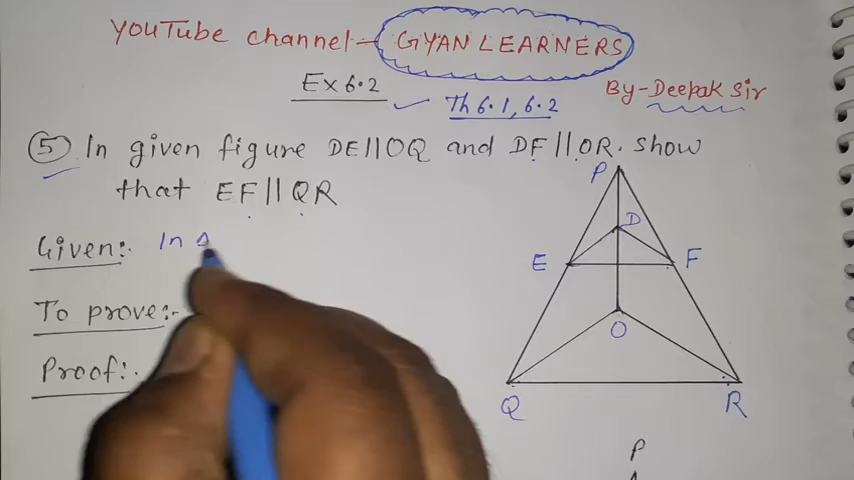 YouTube channel - GYAN LEARNERS
Ex 6.2
Th 6.1, 6.2
By-Deepak Sir
(5) In given figure DE||OQ and DF||OR. Show
that EF||QR
Given:- In Δ
To prove:-
Proof:-
P
D
E
F
O
Q
R
P